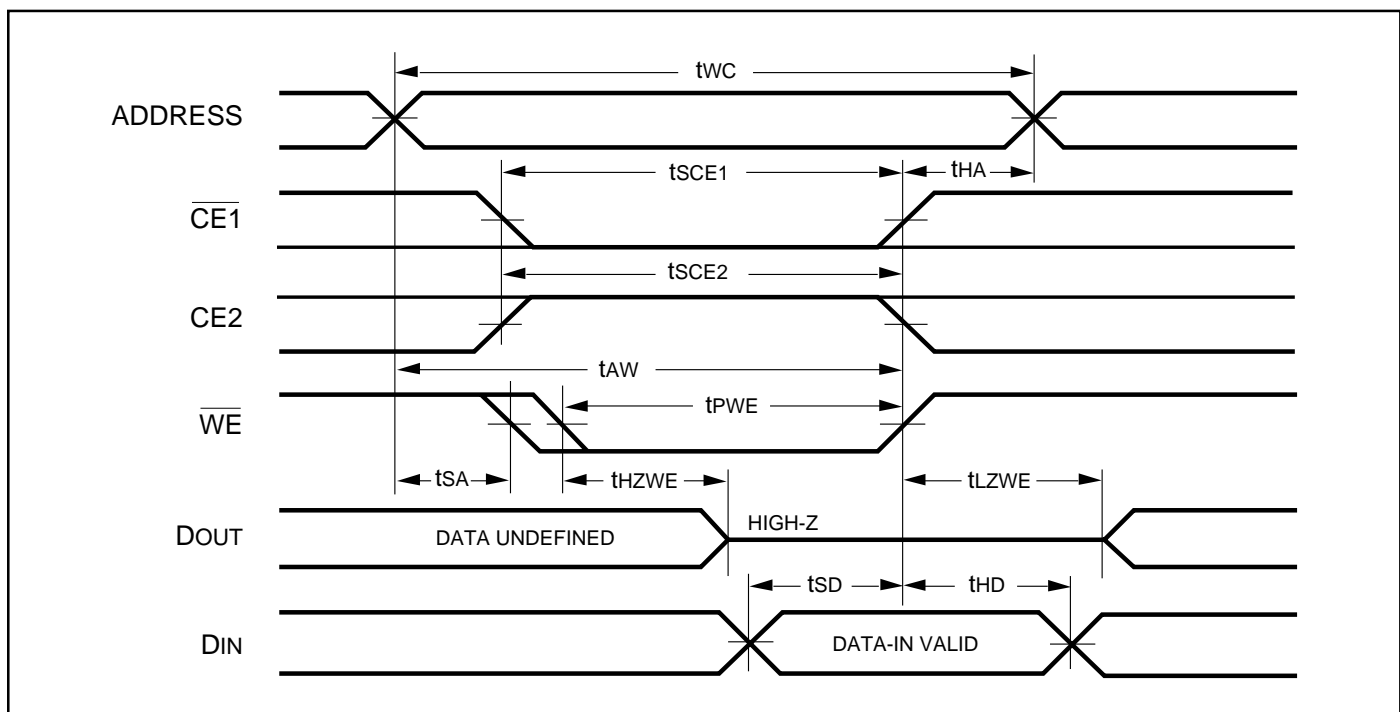 tWC
ADDRESS
tSCE1
tHA
CE1
tSCE2
CE2
tAW
WE
tPWE
tSA
tHZWE
tLZWE
DOUT
DATA UNDEFINED
HIGH-Z
tSD
tHD
DIN
DATA-IN VALID